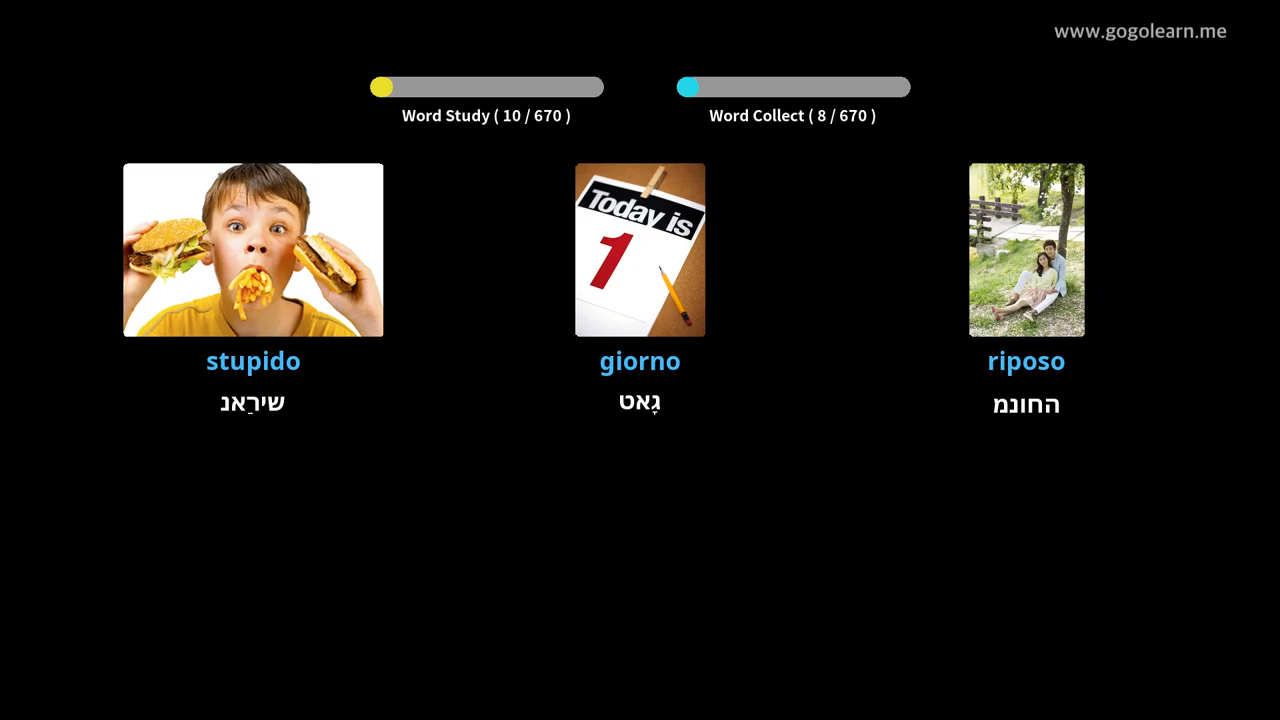 www.gogolearn.me
Word Study ( 10 / 670 )
Word Collect ( 8 / 670 )
Today is
1
stupido
שירַאנ
giorno
גָאט
riposo
החונמ